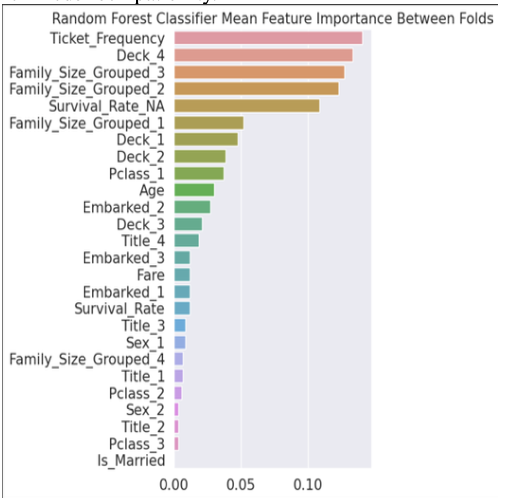 Random Forest Classifier Mean Feature Importance Between Folds
Ticket_Frequency
Deck_4
Family_Size_Grouped_3
Family_Size_Grouped_2
Survival_Rate_NA
Family_Size_Grouped_1
Deck_1
Deck_2
Pclass_1
Age
Embarked_2
Deck_3
Title_4
Embarked_3
Fare
Embarked_1
Survival_Rate
Title_3
Sex_1
Family_Size_Grouped_4
Title_1
Pclass_2
Sex_2
Title_2
Pclass_3
Is_Married
0.00 0.05 0.10